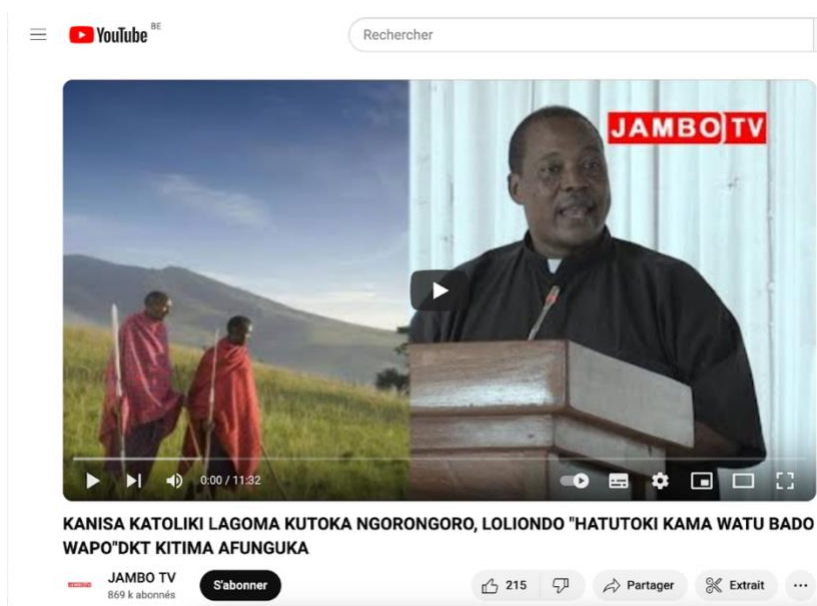 YouTube BE
Rechercher
JAMBO TV
0:00 / 11:32
KANISA KATOLIKI LAGOMA KUTOKA NGORONGORO, LOLIONDO "HATUTOKI KAMA WATU BADO
WAPO"DKT KITIMA AFUNGUKA
JAMBO TV
869 k abonnés
S'abonner
215
Partager
Extrait